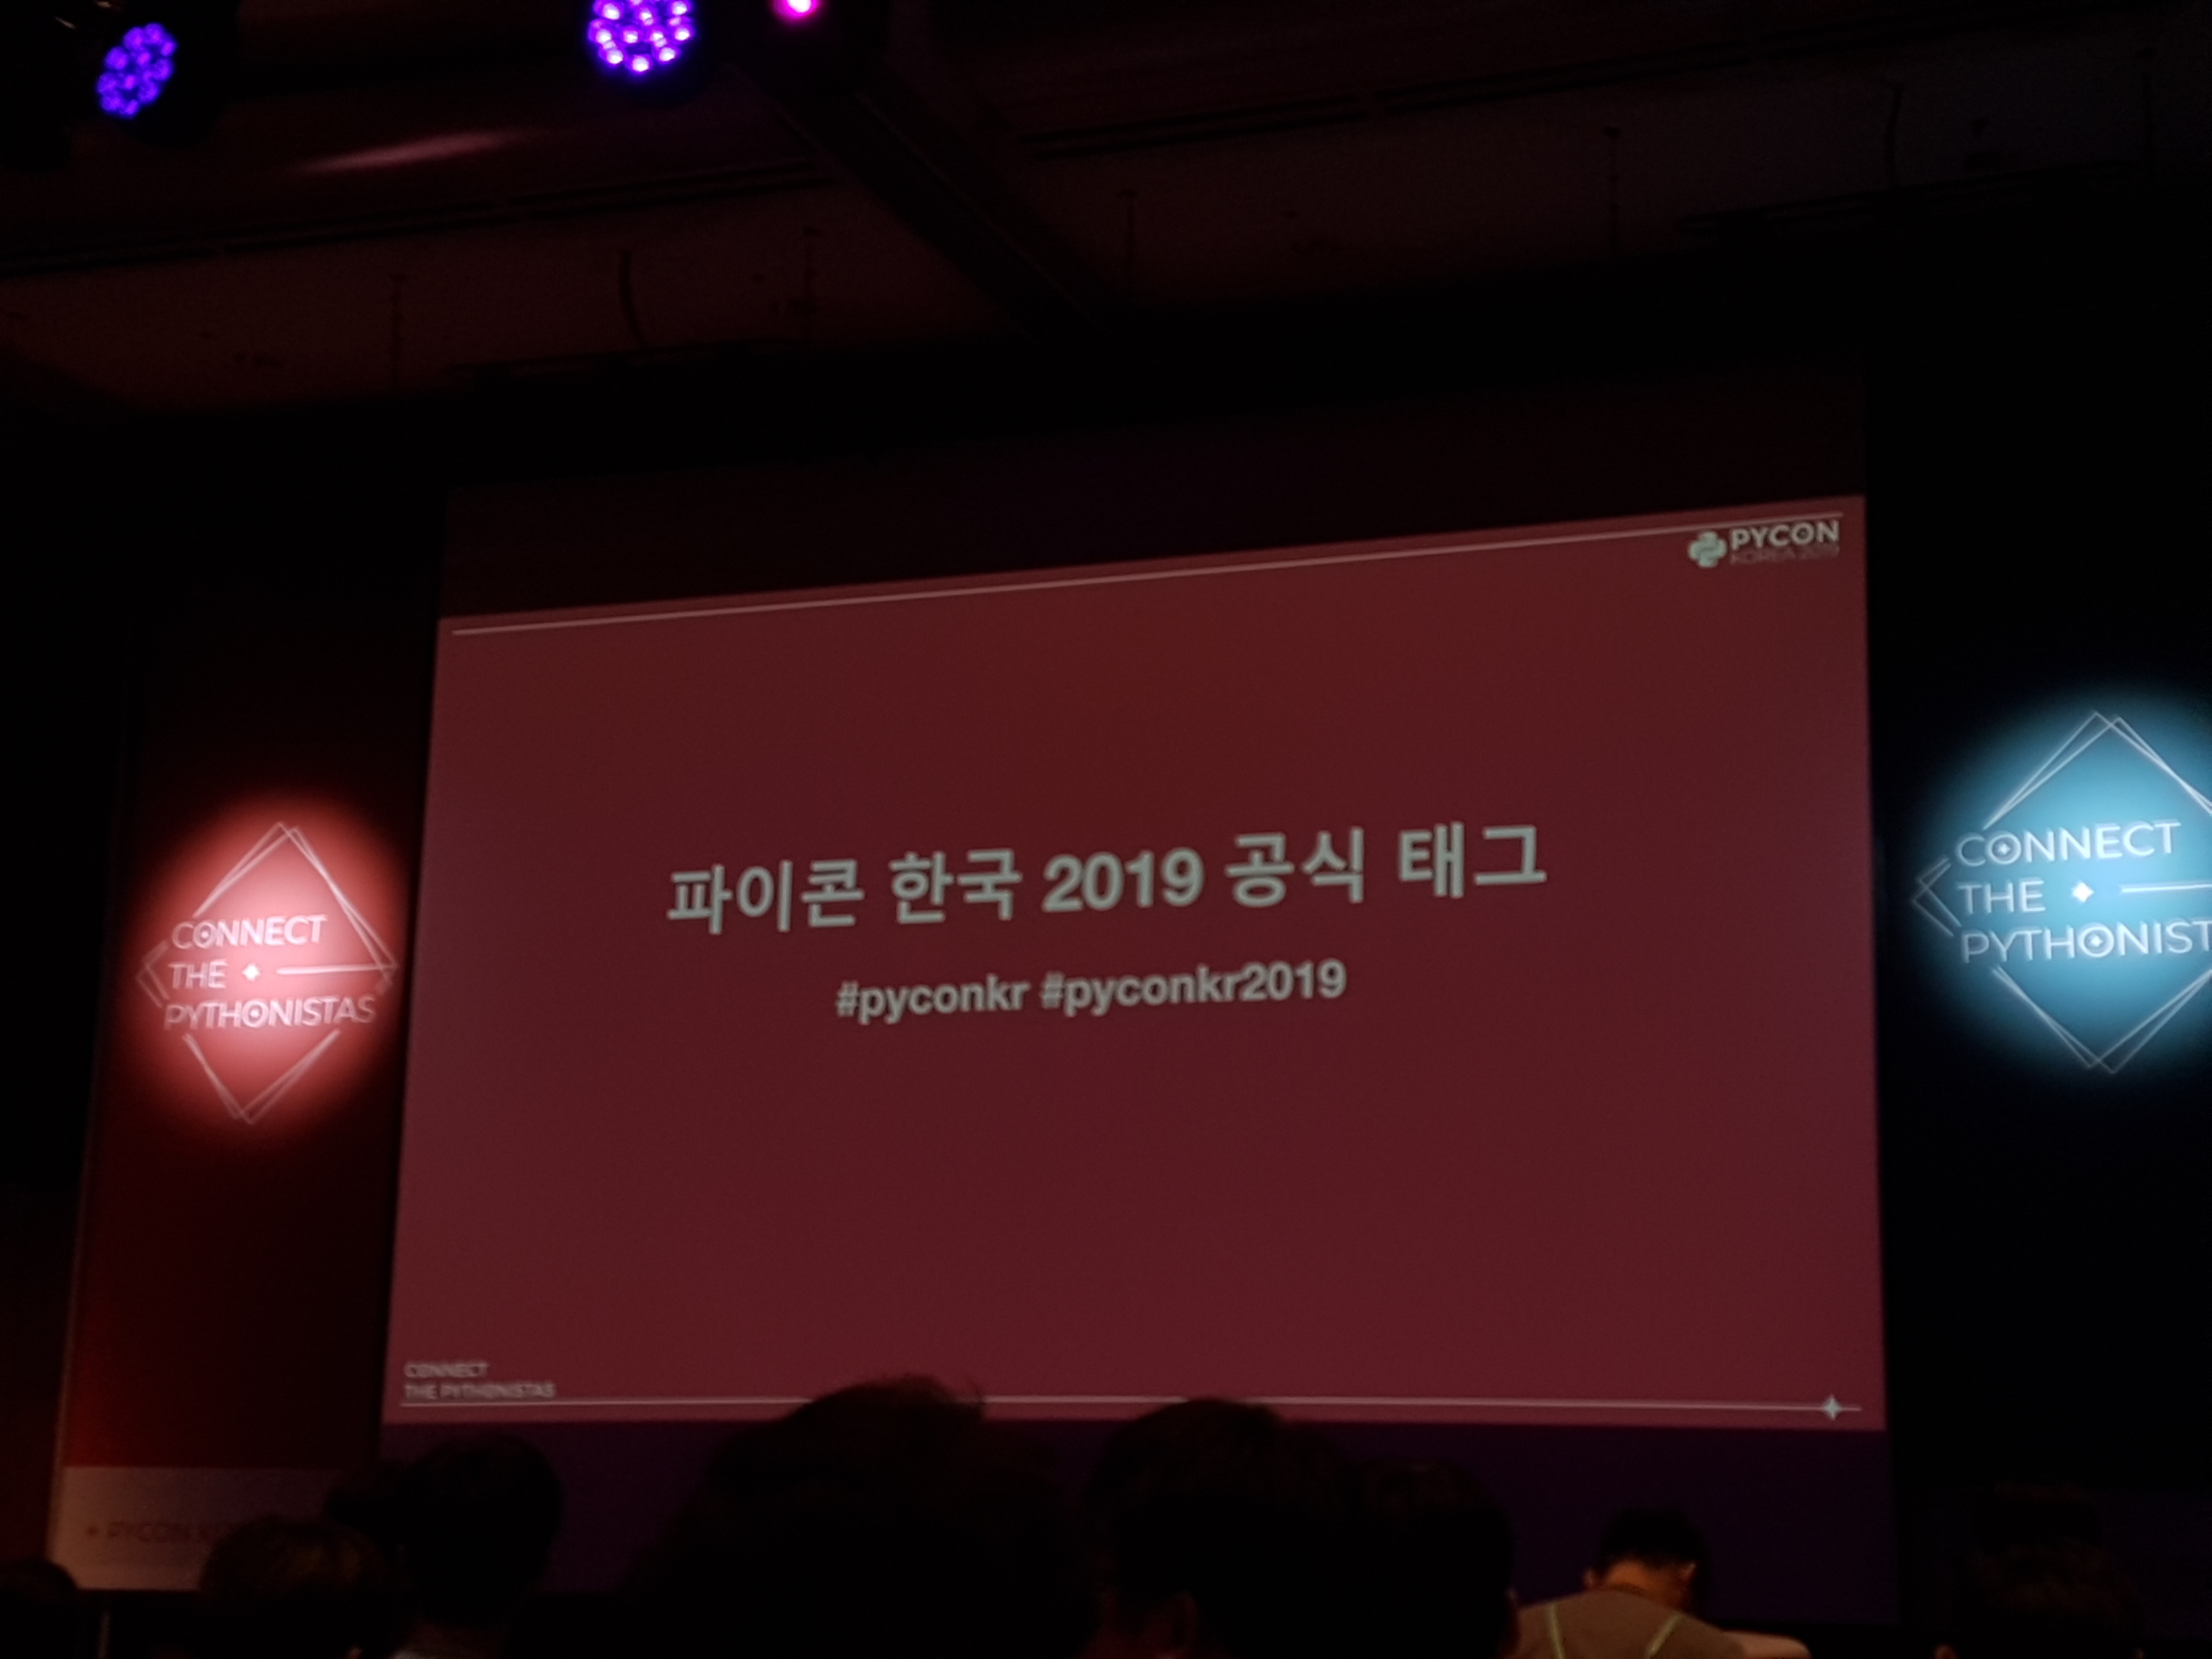 PYCON
KOREA 2019
파이콘 한국 2019 공식 태그
#pyconkr #pyconkr2019
CONNECT
THE PYTHONISTAS
CONNECT
THE
PYTHONISTAS
CONNECT
THE
PYTHONIST
PYCON